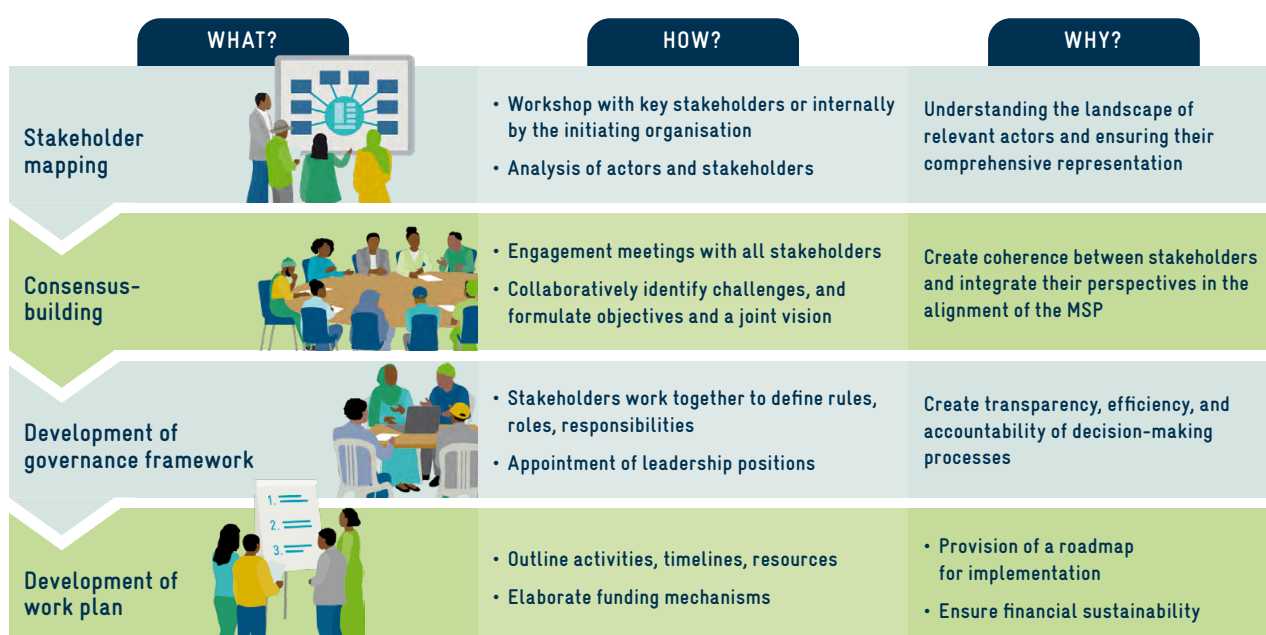 WHAT?
HOW?
WHY?
Stakeholder
mapping
• Workshop with key stakeholders or internally
by the initiating organisation
• Analysis of actors and stakeholders
Understanding the landscape of
relevant actors and ensuring their
comprehensive representation
Consensus-
building
• Engagement meetings with all stakeholders
• Collaboratively identify challenges, and
formulate objectives and a joint vision
Create coherence between stakeholders
and integrate their perspectives in the
alignment of the MSP
Development of
governance framework
• Stakeholders work together to define rules,
roles, responsibilities
• Appointment of leadership positions
Create transparency, efficiency, and
accountability of decision-making
processes
1.
2.
3.
Development of
work plan
• Outline activities, timelines, resources
• Elaborate funding mechanisms
• Provision of a roadmap
for implementation
• Ensure financial sustainability